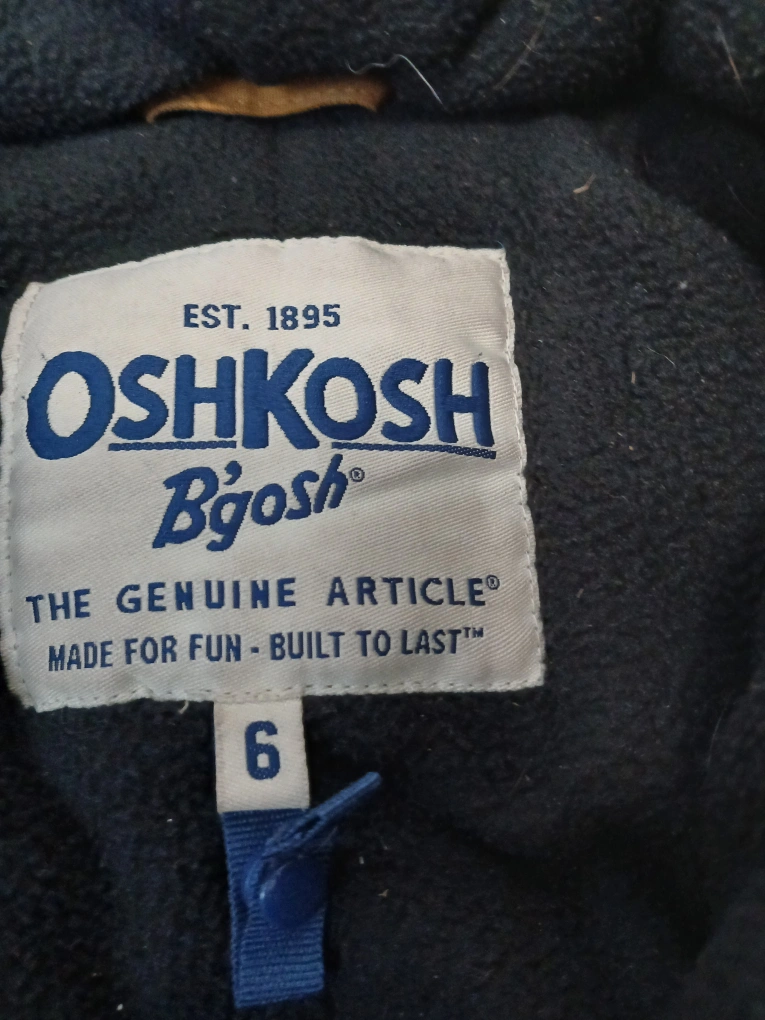 EST. 1895
OSHKOSH
B'gosh®
THE GENUINE ARTICLE®
MADE FOR FUN - BUILT TO LAST™
6